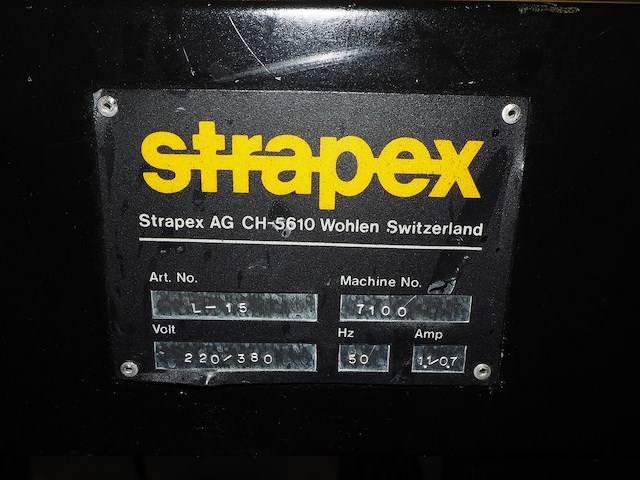 strapex
Strapex AG CH-5610 Wohlen Switzerland
Art. No. Machine No.
L-15 7100
Volt Hz Amp
220/380 50 11/07